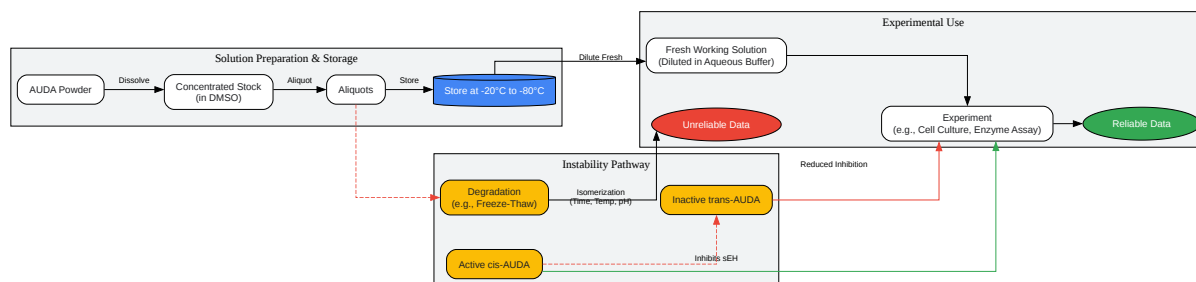 Experimental Use
Solution Preparation & Storage
AUDA Powder
Dissolve
Concentrated Stock
(in DMSO)
Aliquot
Aliquots
Store
Store at -20°C to -80°C
Dilute Fresh
Fresh Working Solution
(Diluted in Aqueous Buffer)
Unreliable Data
Experiment
(e.g., Cell Culture, Enzyme Assay)
Reliable Data
Instability Pathway
Reduced Inhibition
Degradation
(e.g., Freeze-Thaw)
Isomerization
(Time, Temp, pH)
Inactive trans-AUDA
Active cis-AUDA
Inhibits sEH